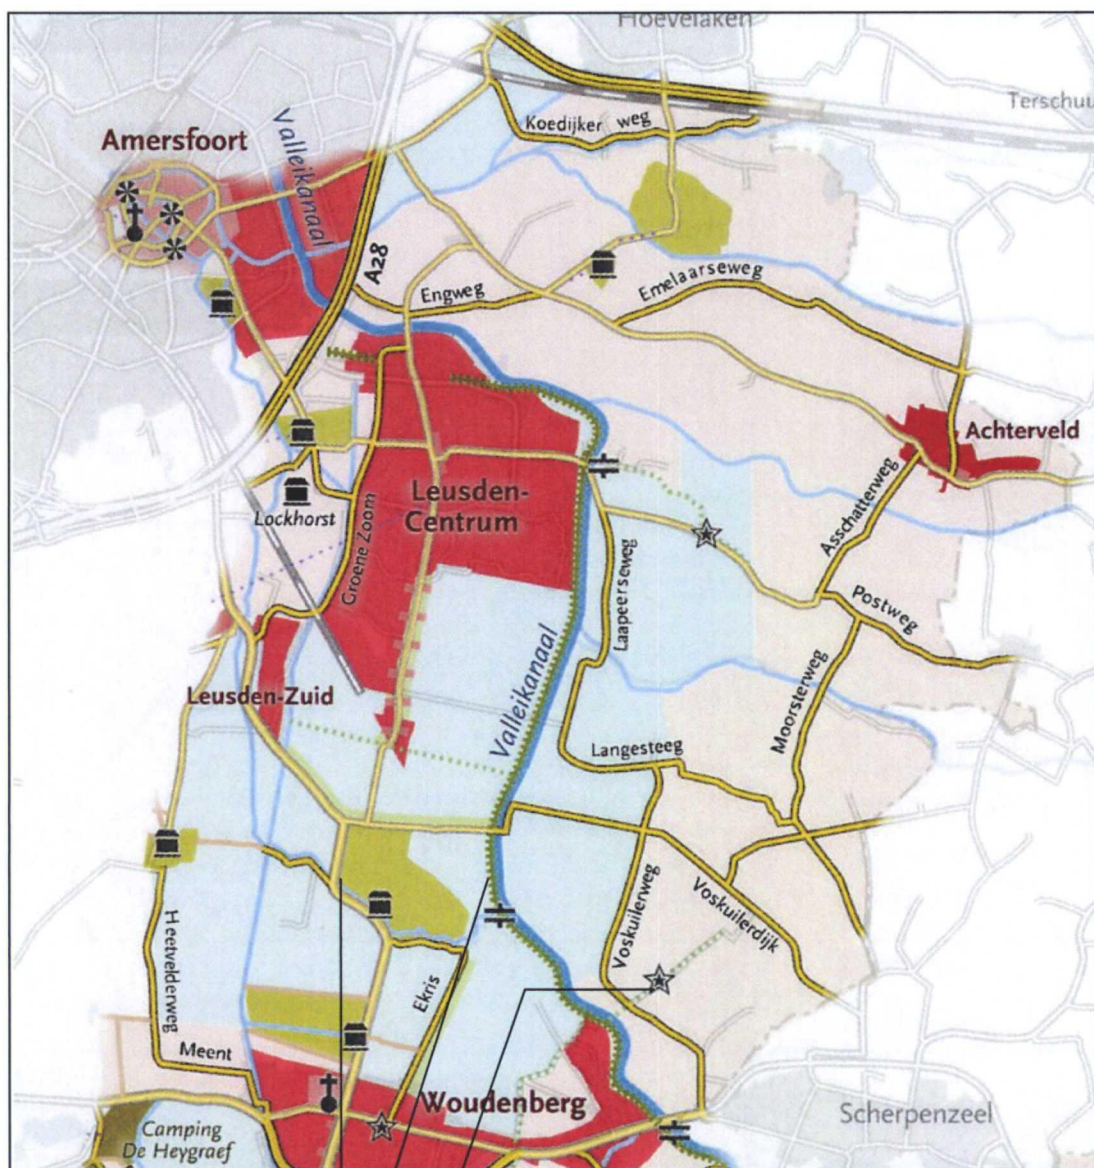 Hoevelaken
Terschuu
Koedijker weg
Amersfoort
Valleikanaal
A28
Engweg
Emelaarseweg
Achterveld
Leusden-
Centrum
Lockhorst
Groene Zoom
Asschatterweg
Laapeerseweg
Postweg
Valleikanaal
Leusden-Zuid
Moorsterweg
Langesteeg
Heetvelderweg
Voskuilerweg
Voskuilerdijk
Ekris
Meent
Woudenberg
Scherpenzeel
Camping
De Heygraef